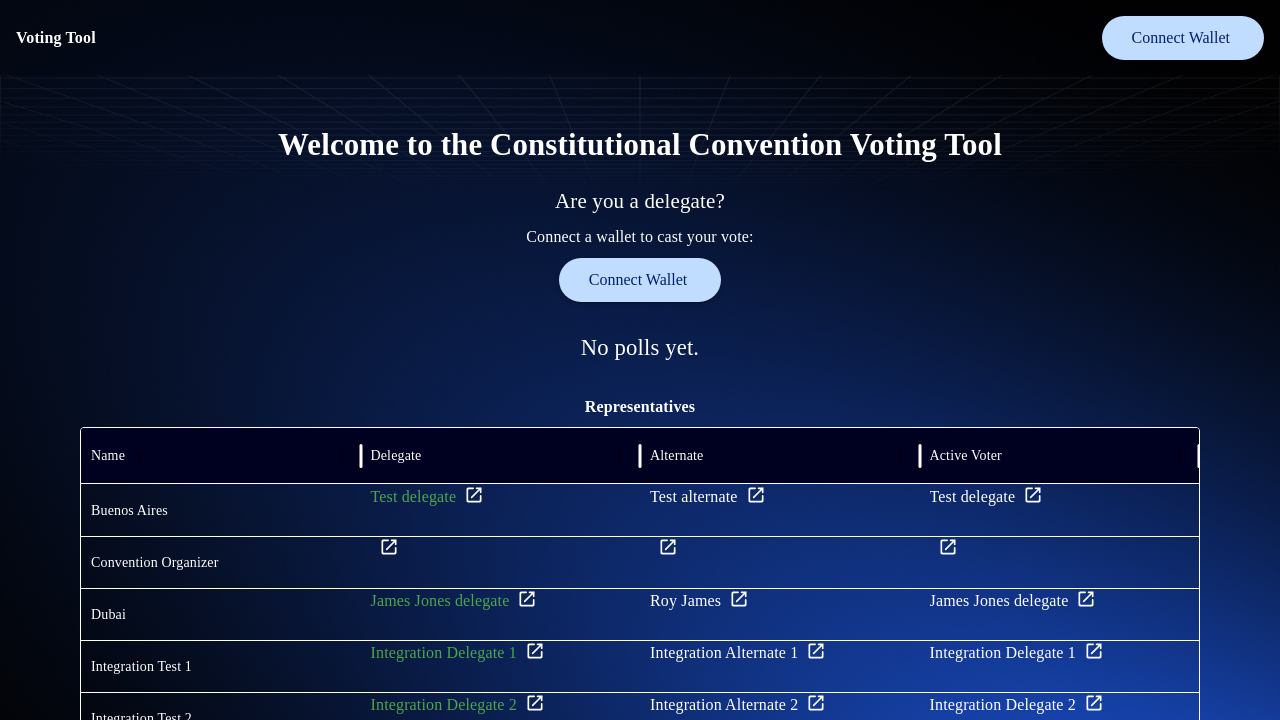 Voting Tool
Connect Wallet
Welcome to the Constitutional Convention Voting Tool
Are you a delegate?
Connect a wallet to cast your vote:
Connect Wallet
No polls yet.
Representatives
Name Delegate Alternate Active Voter
Buenos Aires Test delegate Test alternate Test delegate
Convention Organizer
Dubai James Jones delegate Roy James James Jones delegate
Integration Test 1 Integration Delegate 1 Integration Alternate 1 Integration Delegate 1
Integration Test 2 Integration Delegate 2 Integration Alternate 2 Integration Delegate 2